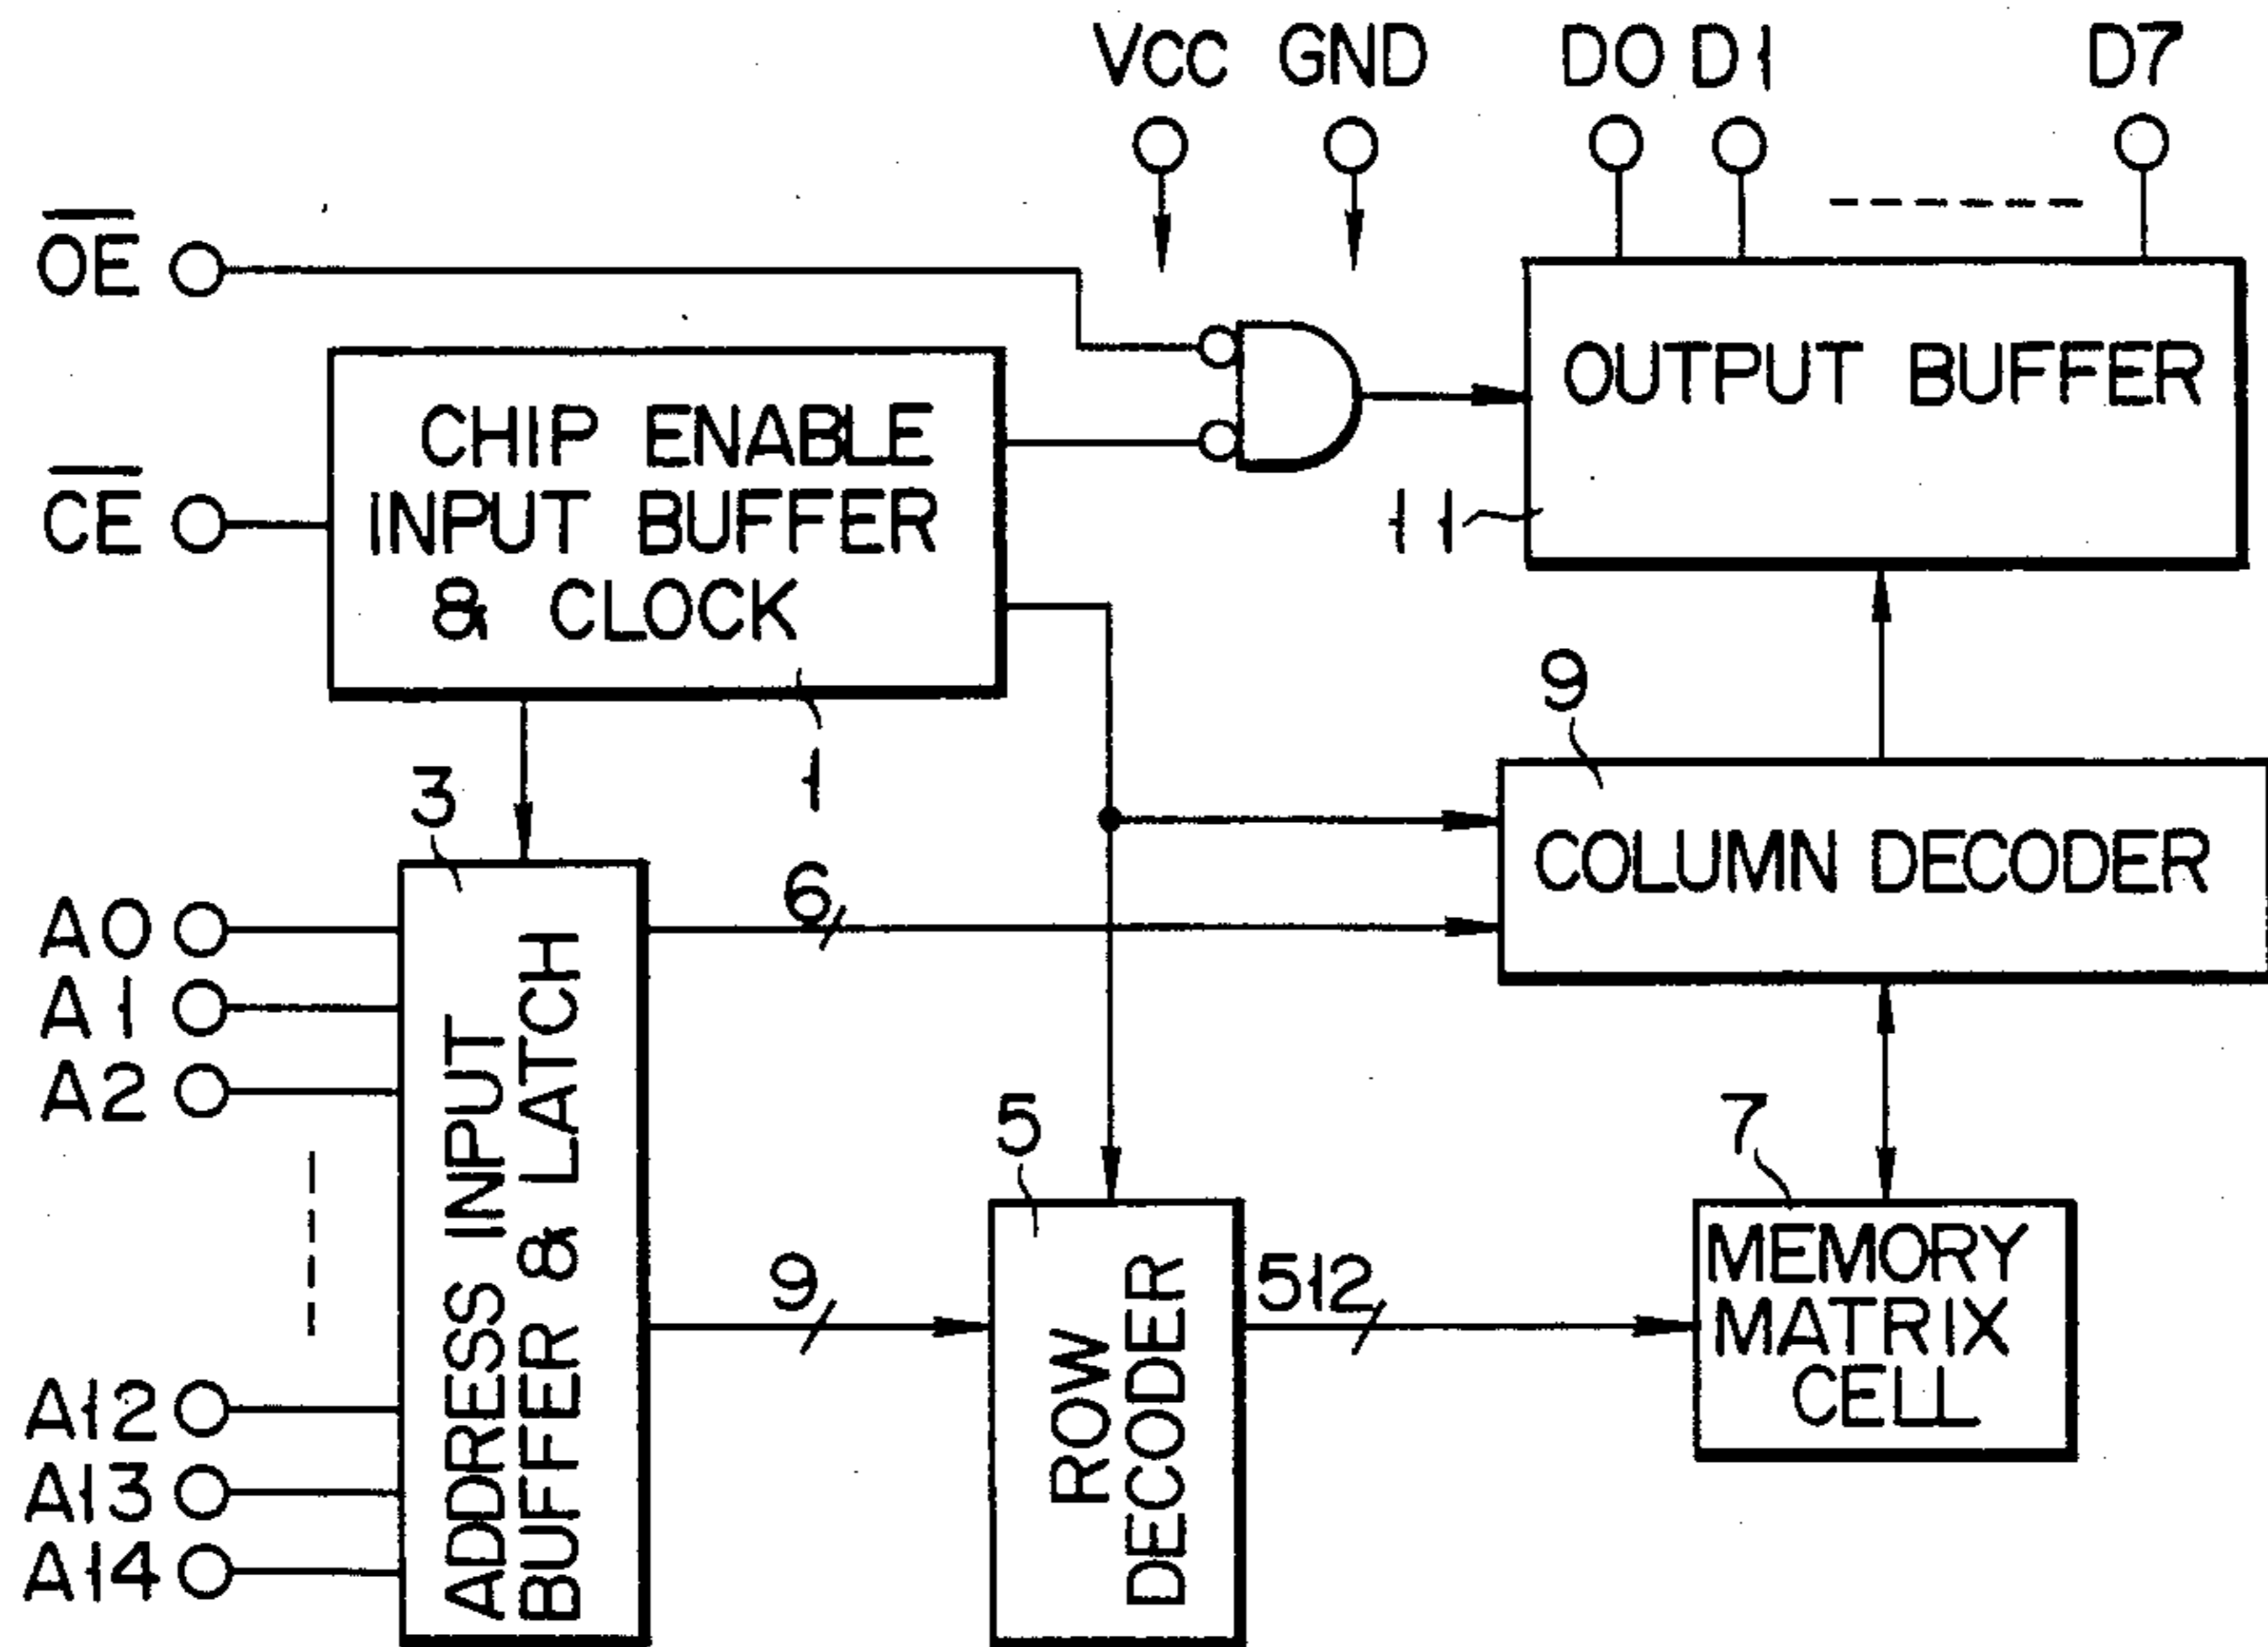 VCC GND D0 D1 D7
O̅E̅
OUTPUT BUFFER
11
C̅E̅
CHIP ENABLE
INPUT BUFFER
& CLOCK
1
9
COLUMN DECODER
3
6
A0
A1
A2
A12
A13
A14
ADDRESS INPUT
BUFFER & LATCH
9
5
ROW
DECODER
512
7
MEMORY
MATRIX
CELL